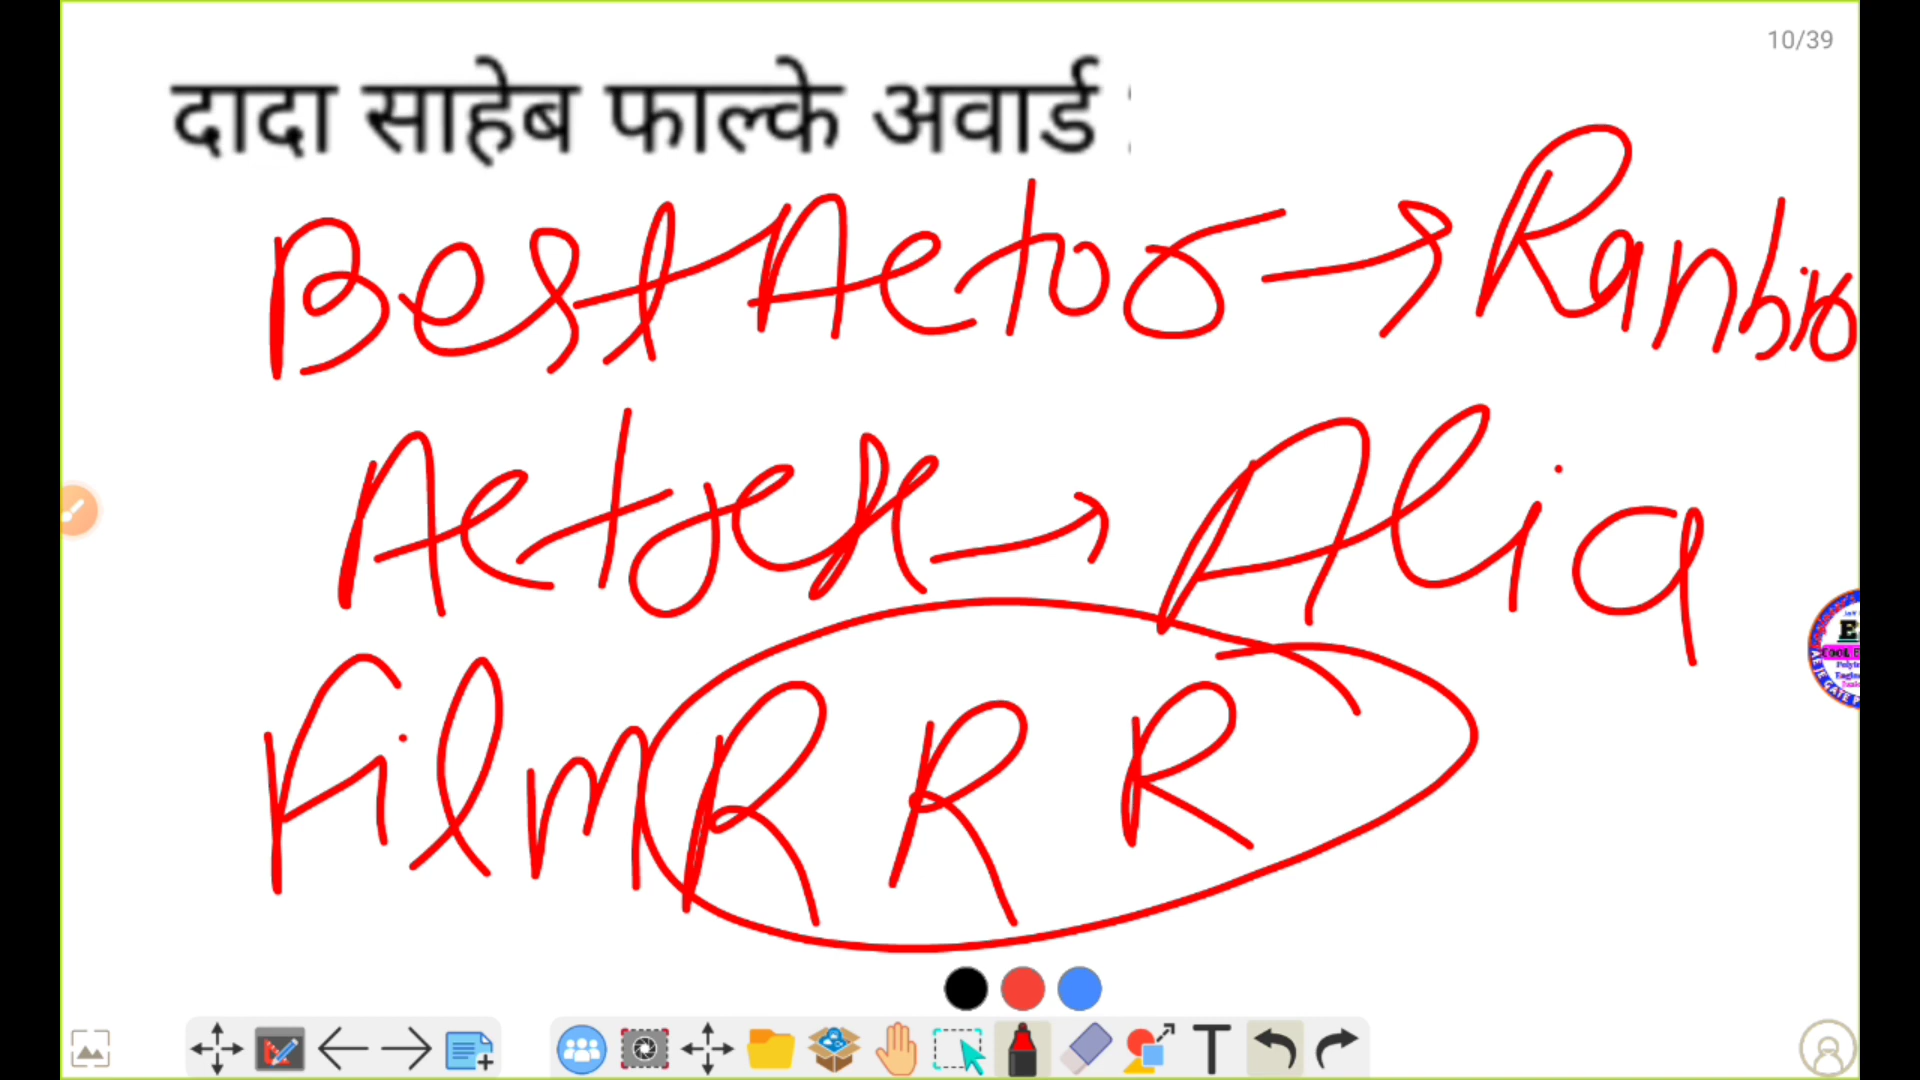 10/39
दादा साहेब फाल्के अवार्ड
Best Actor → Ranbir
Actress → Alia
Film RRR